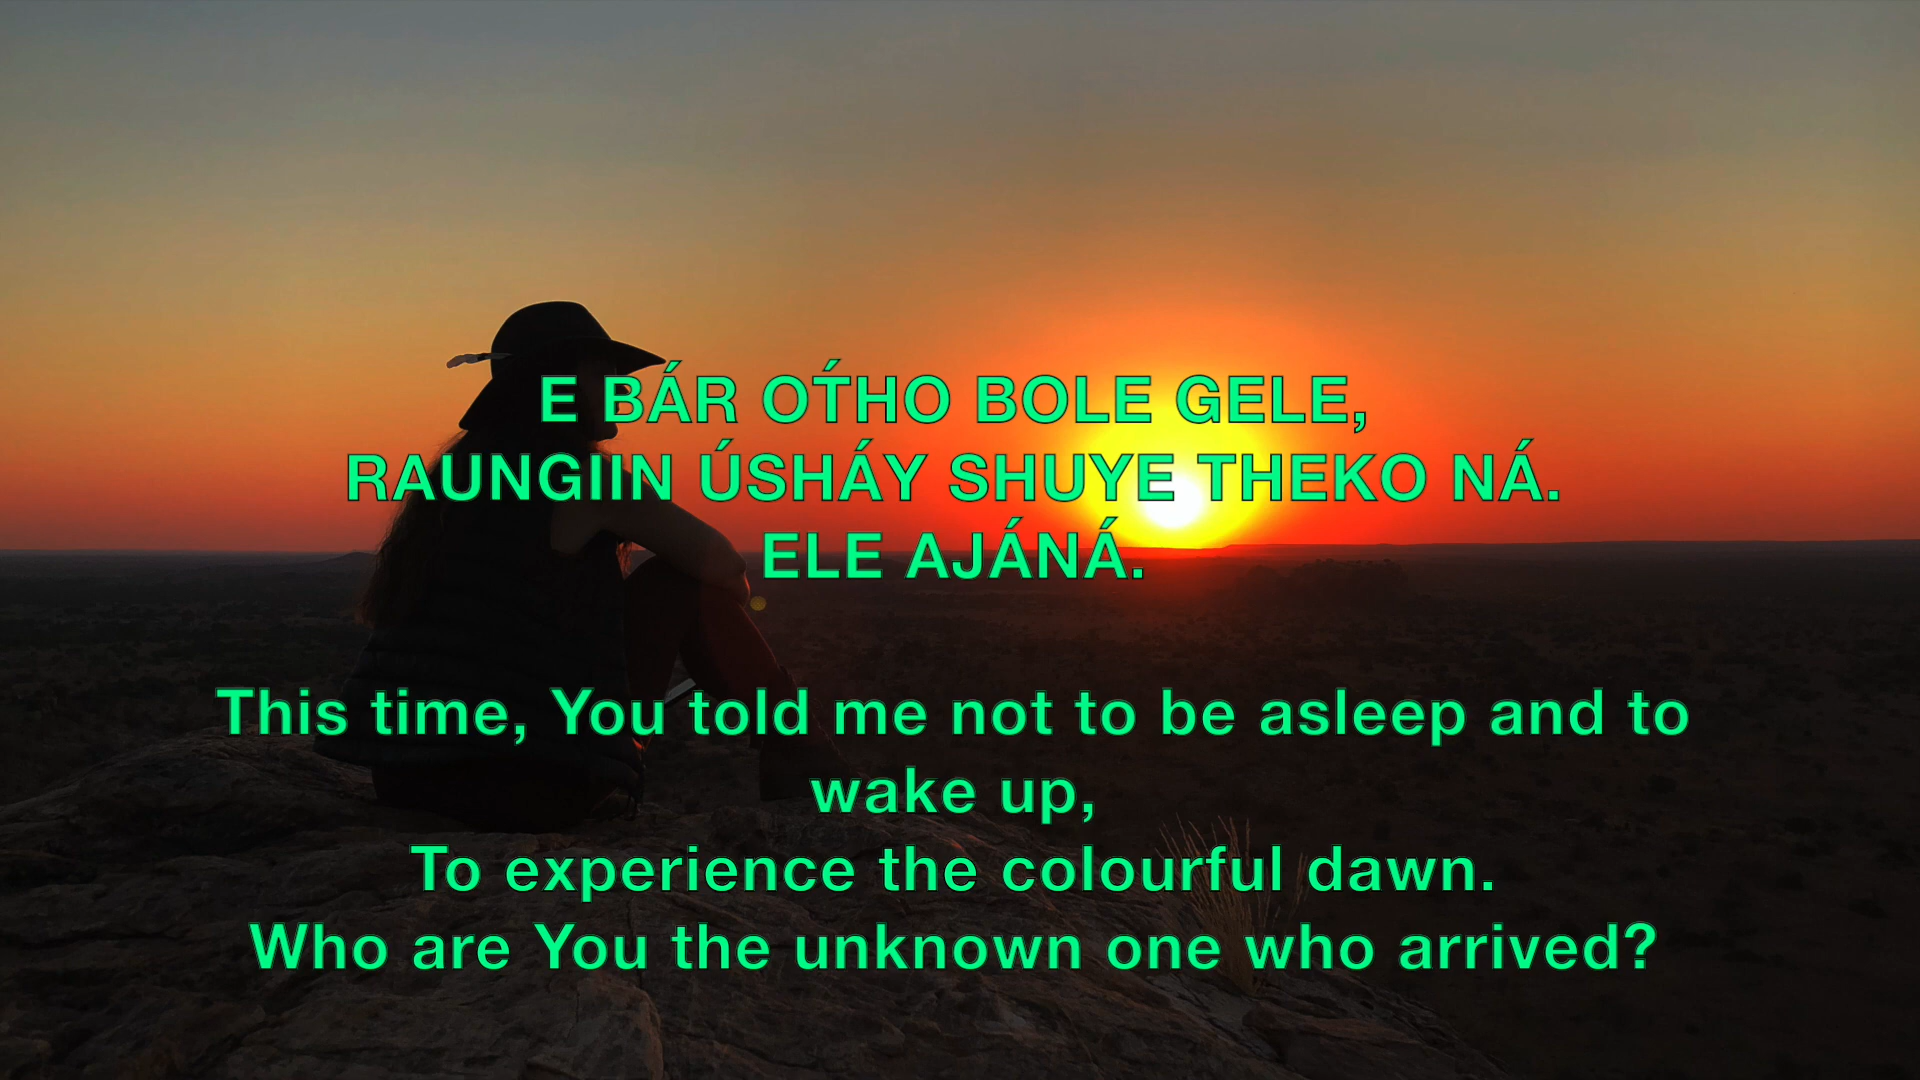 E BÁR OT́HO BOLE GELE,
RAUNGIIN ÚSHÁY SHUYE THEKO NÁ.
ELE AJÁNÁ.
This time, You told me not to be asleep and to
wake up,
To experience the colourful dawn.
Who are You the unknown one who arrived?